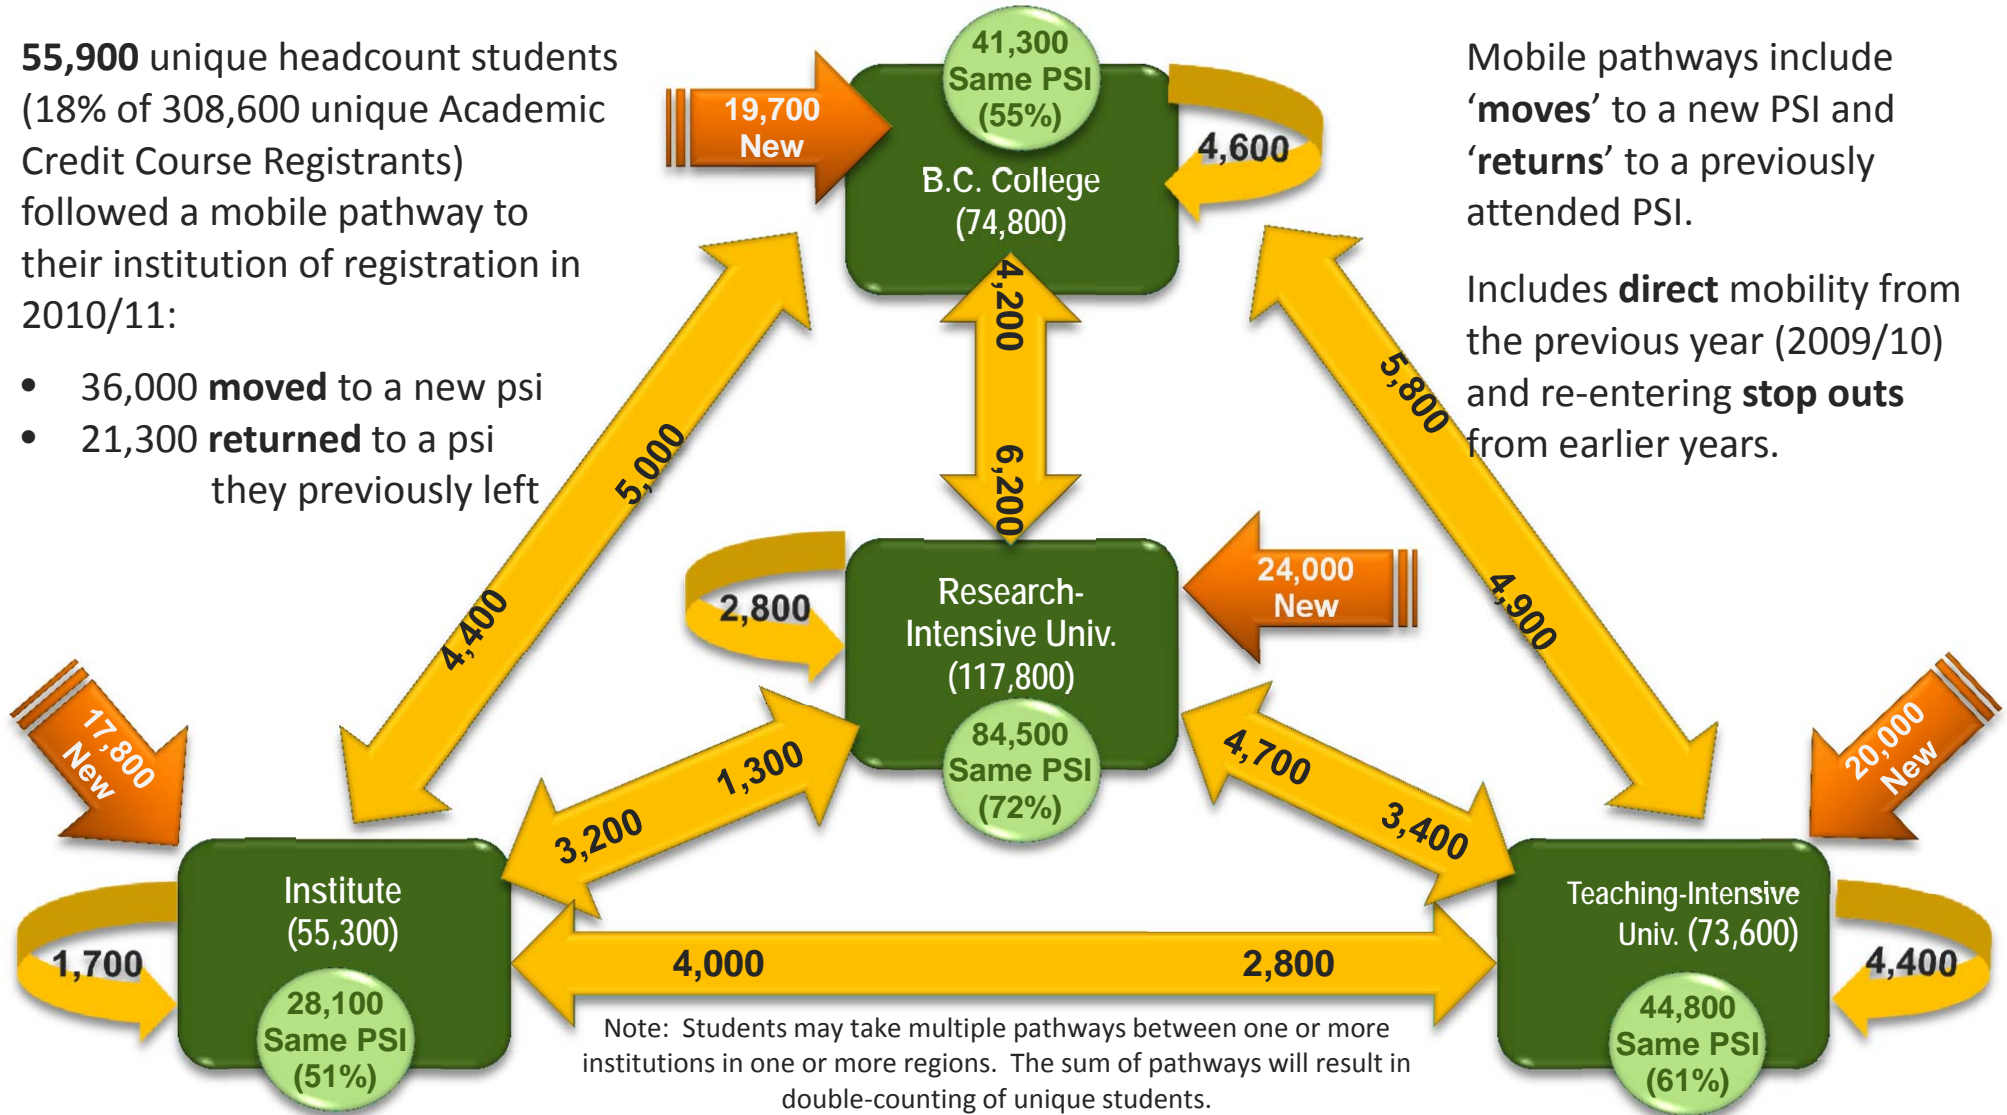 55,900 unique headcount students
(18% of 308,600 unique Academic
Credit Course Registrants)
followed a mobile pathway to
their institution of registration in
2010/11:
• 36,000 moved to a new psi
• 21,300 returned to a psi
they previously left
41,300
Same PSI
(55%)
19,700
New
B.C. College
(74,800)
4,600
Mobile pathways include
‘moves’ to a new PSI and
‘returns’ to a previously
attended PSI.
Includes direct mobility from
the previous year (2009/10)
and re-entering stop outs
from earlier years.
5,000
4,400
4,200
6,200
5,800
4,900
2,800
Research-
Intensive Univ.
(117,800)
84,500
Same PSI
(72%)
24,000
New
17,800
New
1,300
3,200
4,700
3,400
20,000
New
Institute
(55,300)
28,100
Same PSI
(51%)
1,700
4,000
2,800
Teaching-Intensive
Univ. (73,600)
44,800
Same PSI
(61%)
4,400
Note: Students may take multiple pathways between one or more
institutions in one or more regions. The sum of pathways will result in
double-counting of unique students.